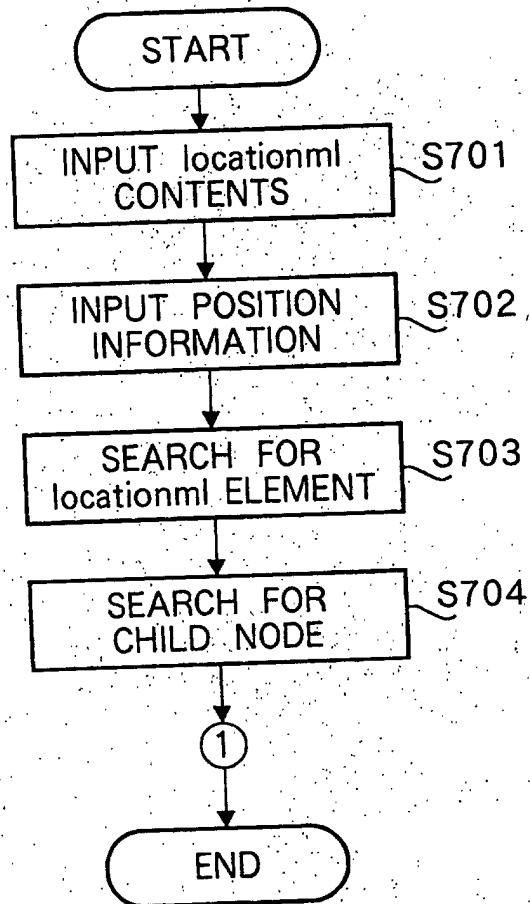 START
INPUT locationml
CONTENTS
S701
INPUT POSITION
INFORMATION
S702
SEARCH FOR
locationml ELEMENT
S703
SEARCH FOR
CHILD NODE
S704
1
END